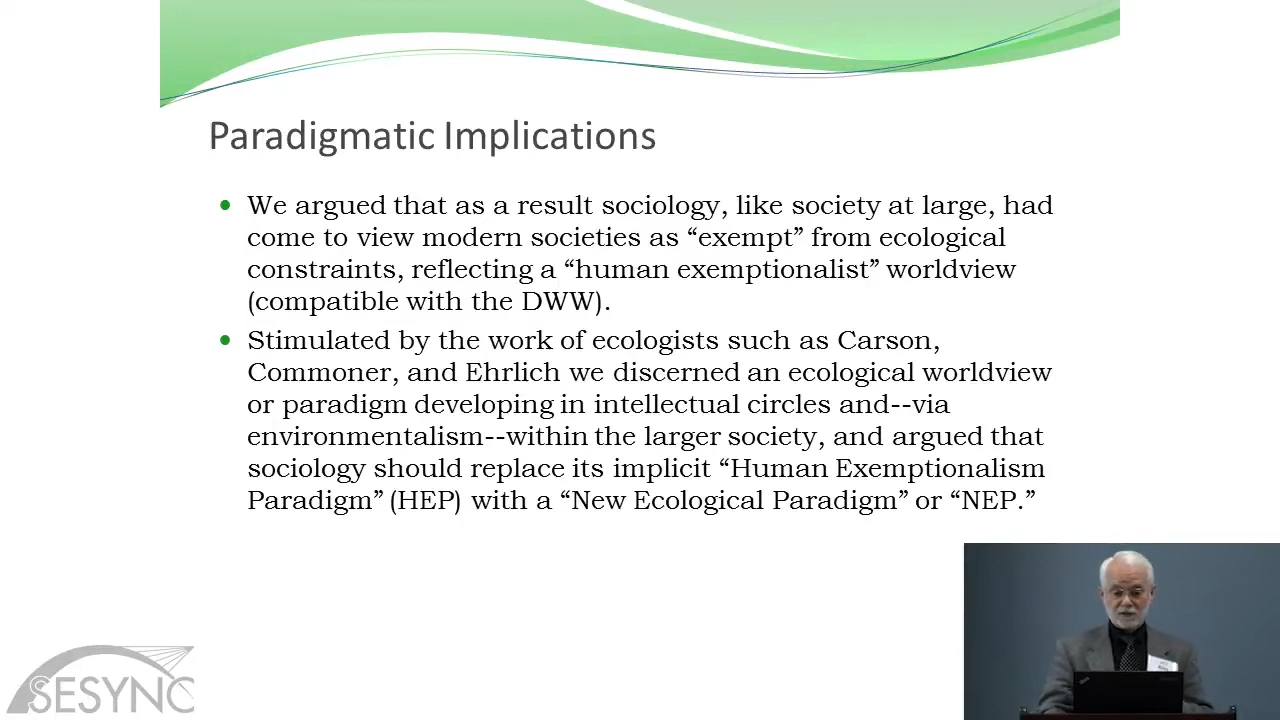 Paradigmatic Implications
• We argued that as a result sociology, like society at large, had
come to view modern societies as “exempt” from ecological
constraints, reflecting a “human exemptionalist” worldview
(compatible with the DWW).
• Stimulated by the work of ecologists such as Carson,
Commoner, and Ehrlich we discerned an ecological worldview
or paradigm developing in intellectual circles and--via
environmentalism--within the larger society, and argued that
sociology should replace its implicit “Human Exemptionalism
Paradigm” (HEP) with a “New Ecological Paradigm” or “NEP.”
SESYNC